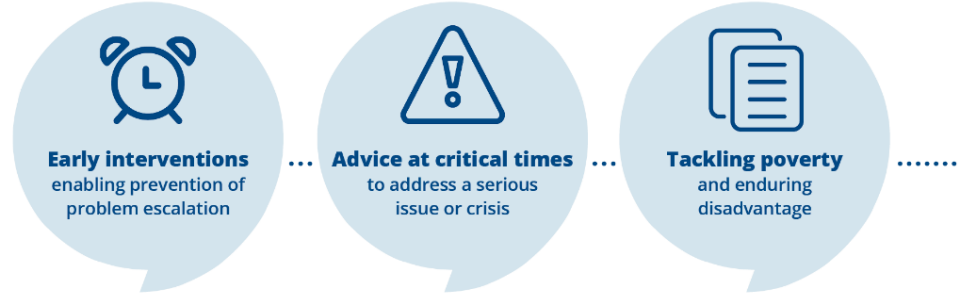 Early interventions
enabling prevention of
problem escalation
Advice at critical times
to address a serious
issue or crisis
Tackling poverty
and enduring
disadvantage